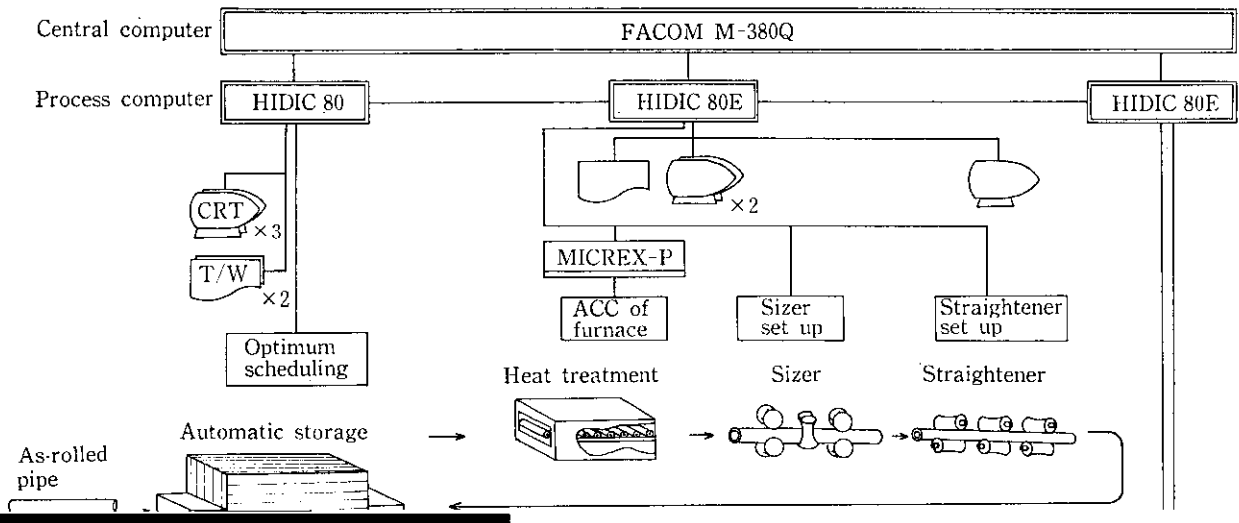 Central computer
FACOM M-380Q
Process computer
HIDIC 80
HIDIC 80E
HIDIC 80E
CRT
×3
×2
T/W
×2
MICREX-P
ACC of
furnace
Sizer
set up
Straightener
set up
Optimum
scheduling
Heat treatment
Sizer
Straightener
Automatic storage
As-rolled
pipe